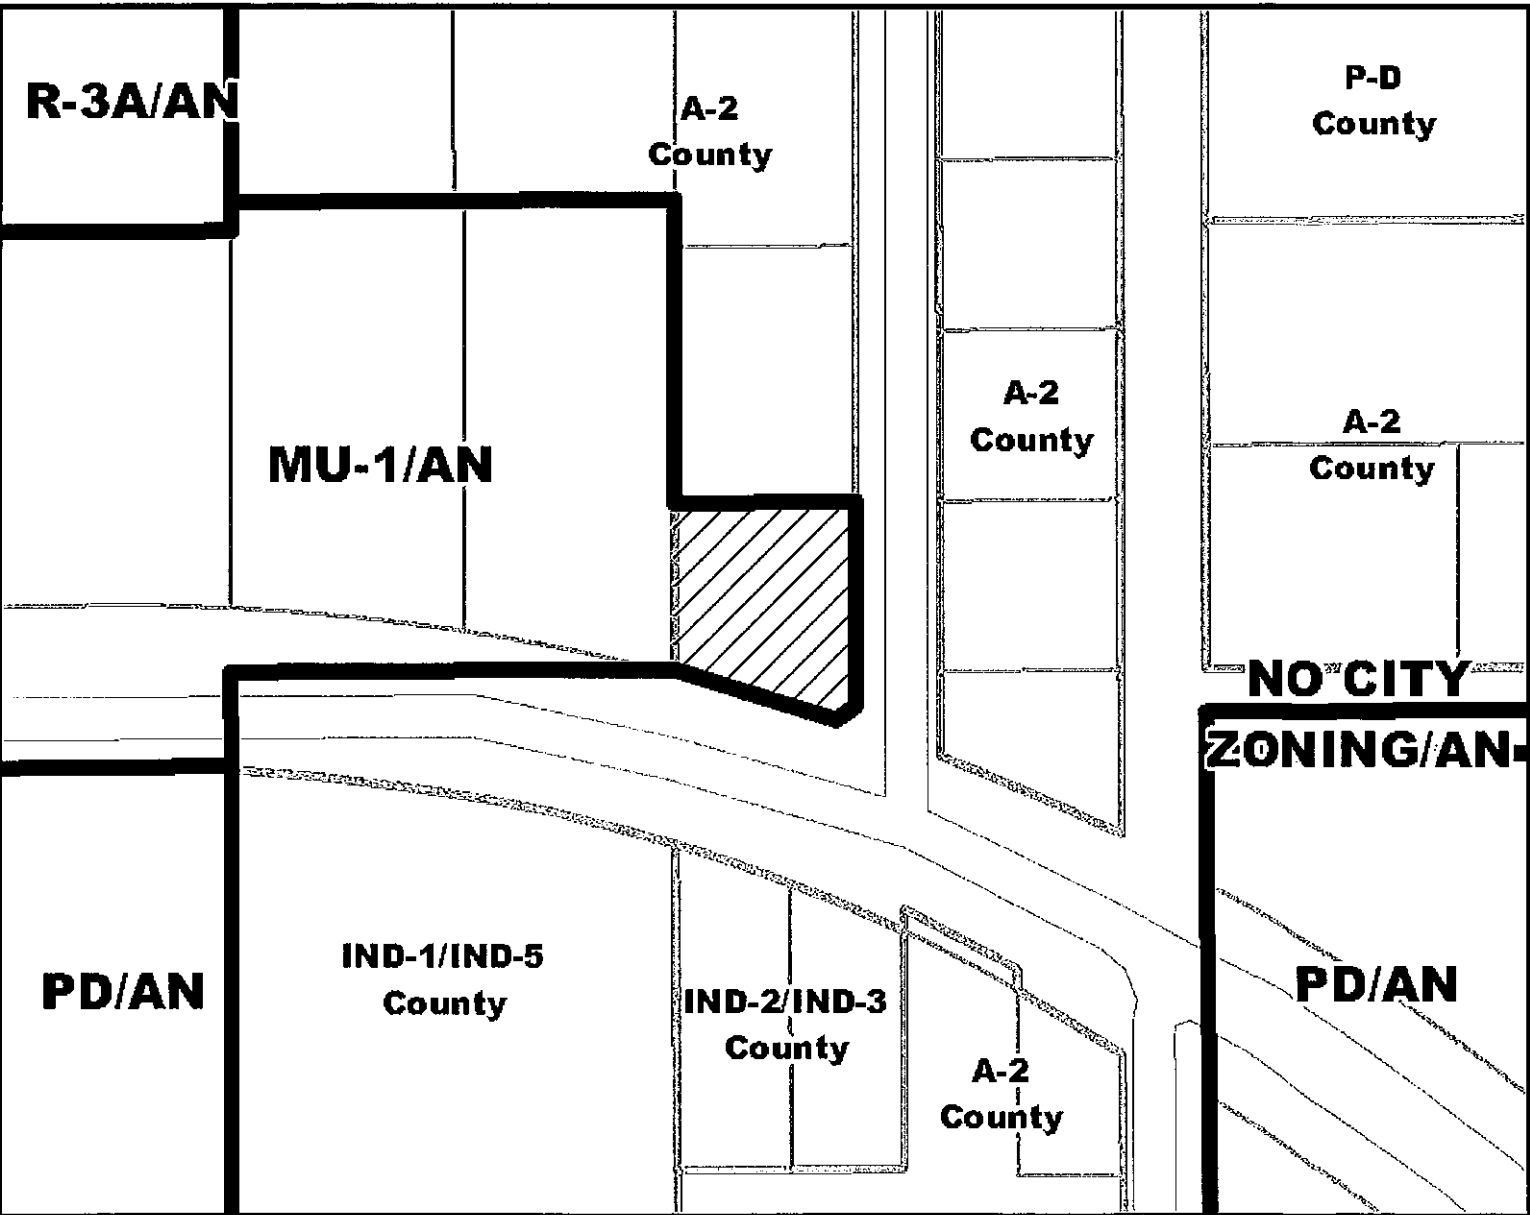 R-3A/AN
A-2
County
P-D
County
MU-1/AN
A-2
County
A-2
County
NO CITY
ZONING/AN-
PD/AN
IND-1/IND-5
County
IND-2/IND-3
County
A-2
County
PD/AN